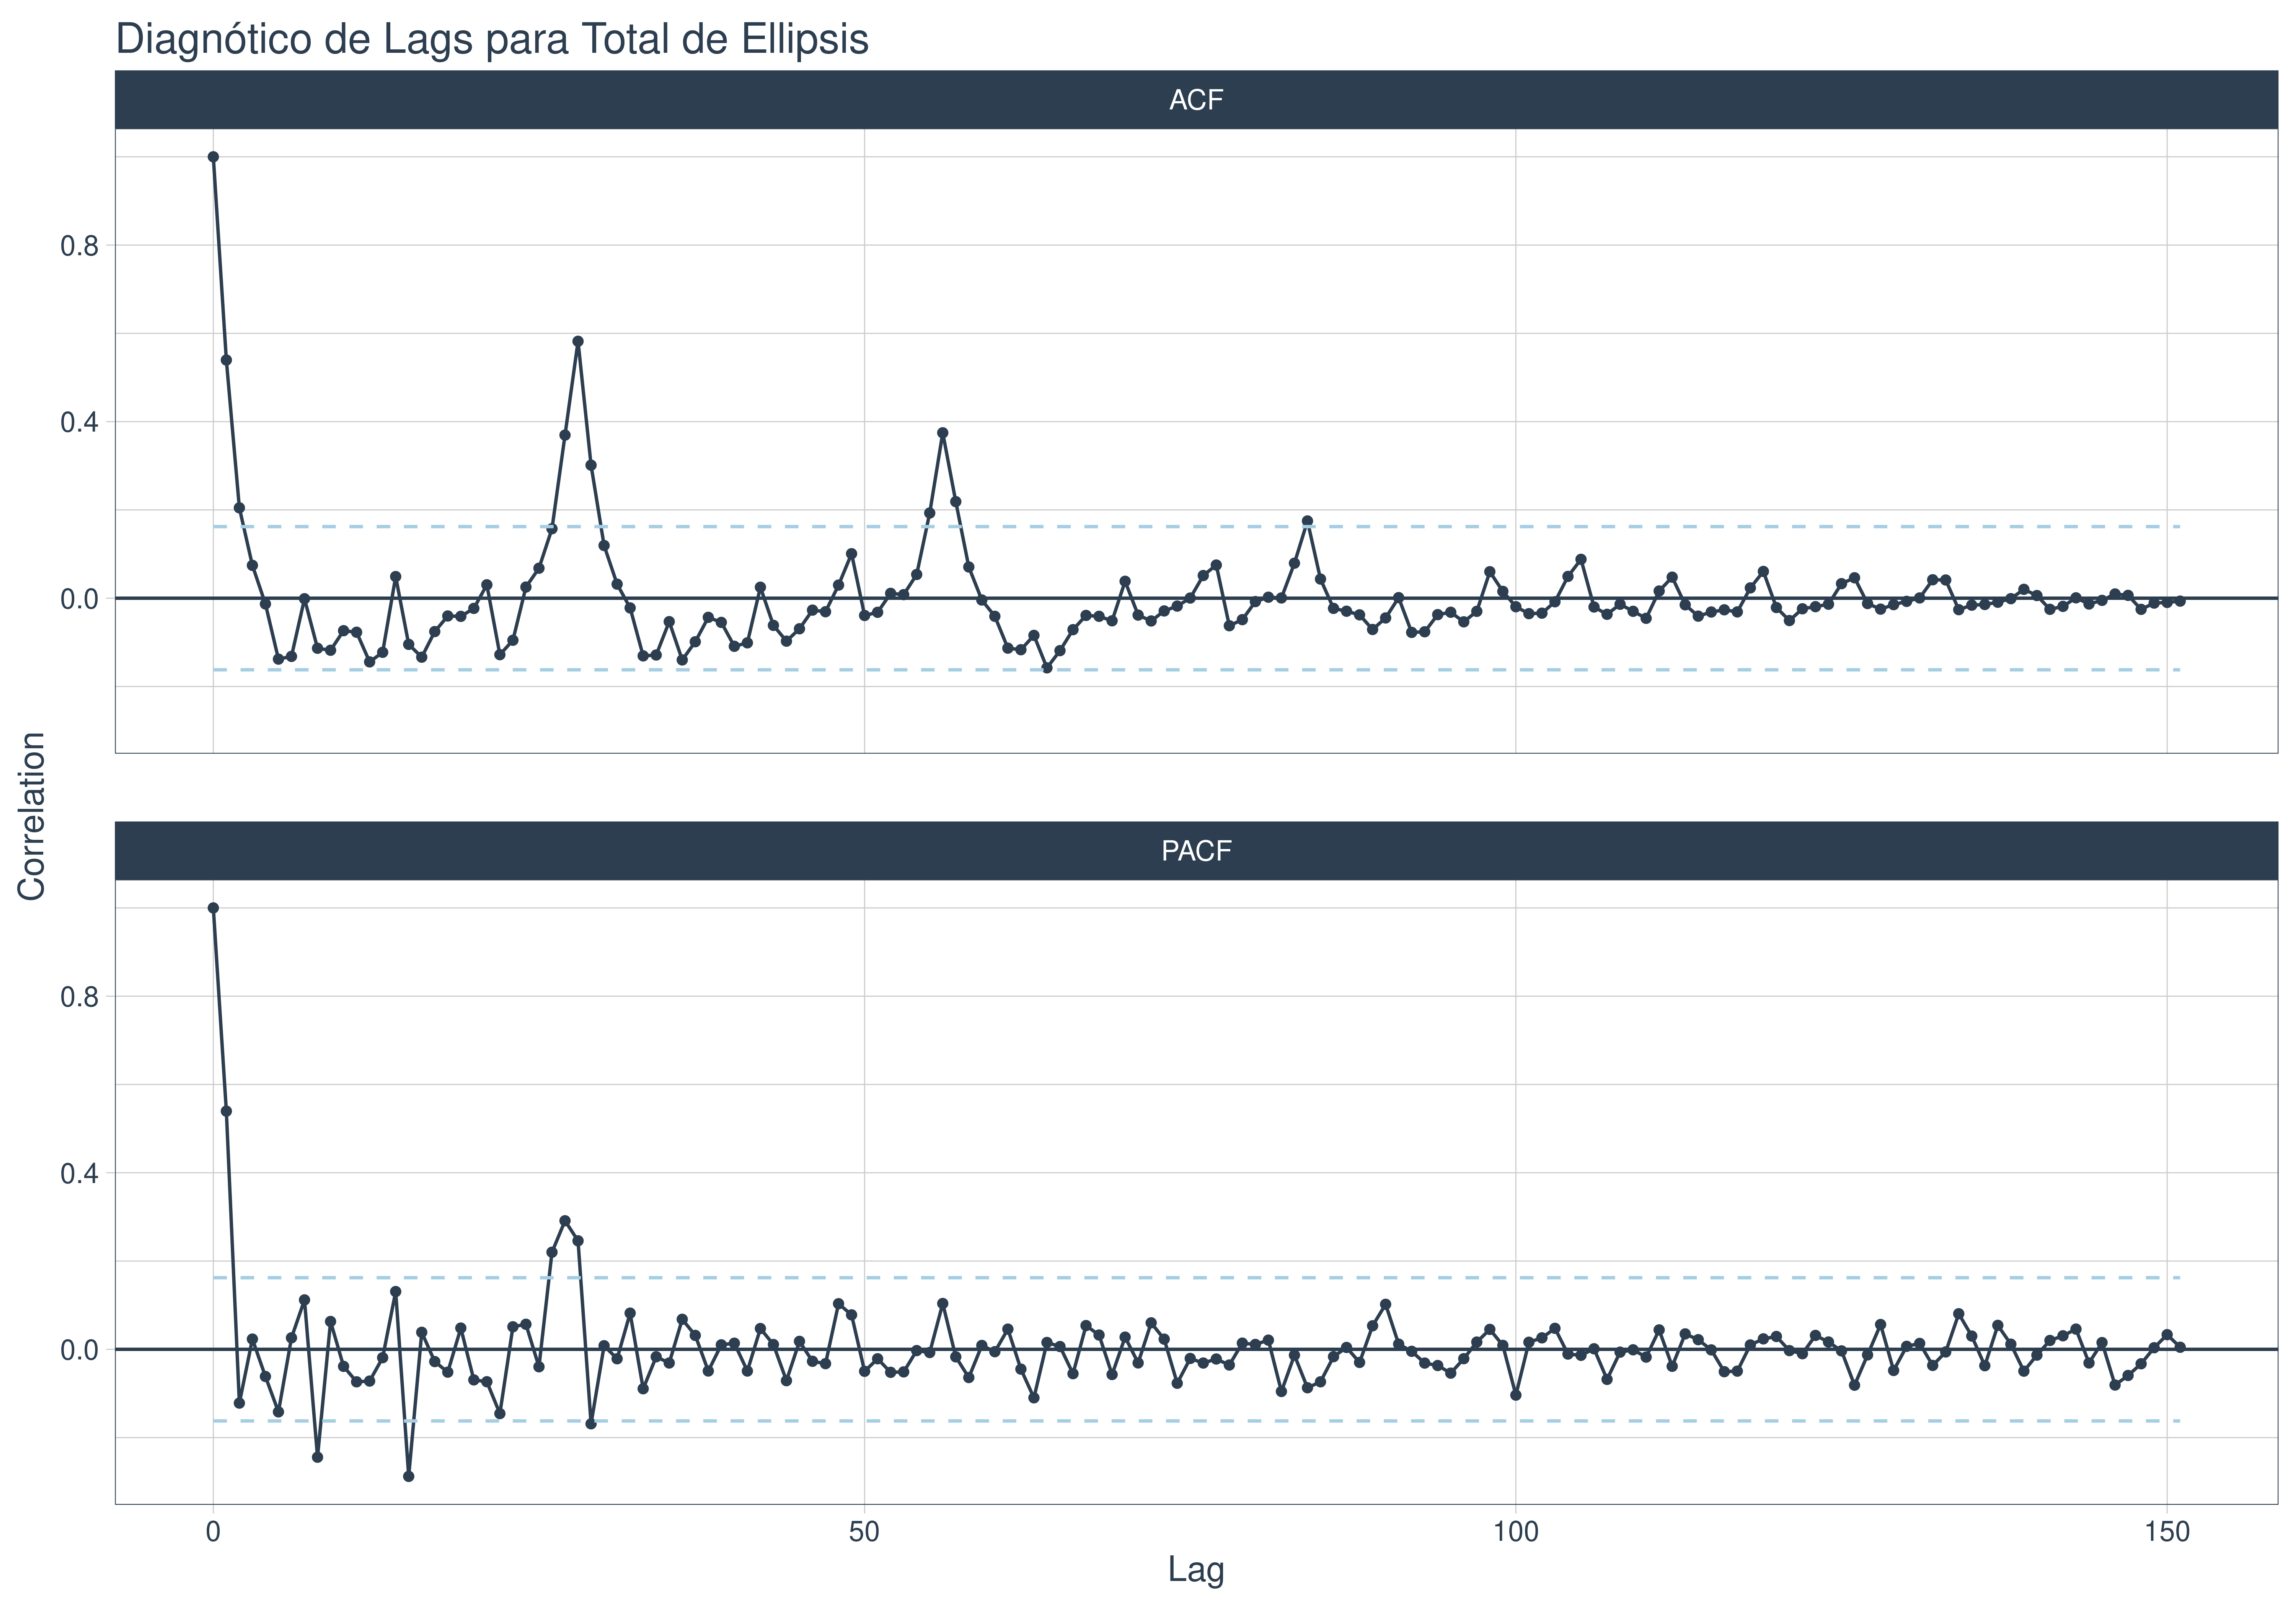 Diagnótico de Lags para Total de Ellipsis
ACF
0.8
0.4
0.0
Correlation
PACF
0.8
0.4
0.0
0 50 100 150
Lag